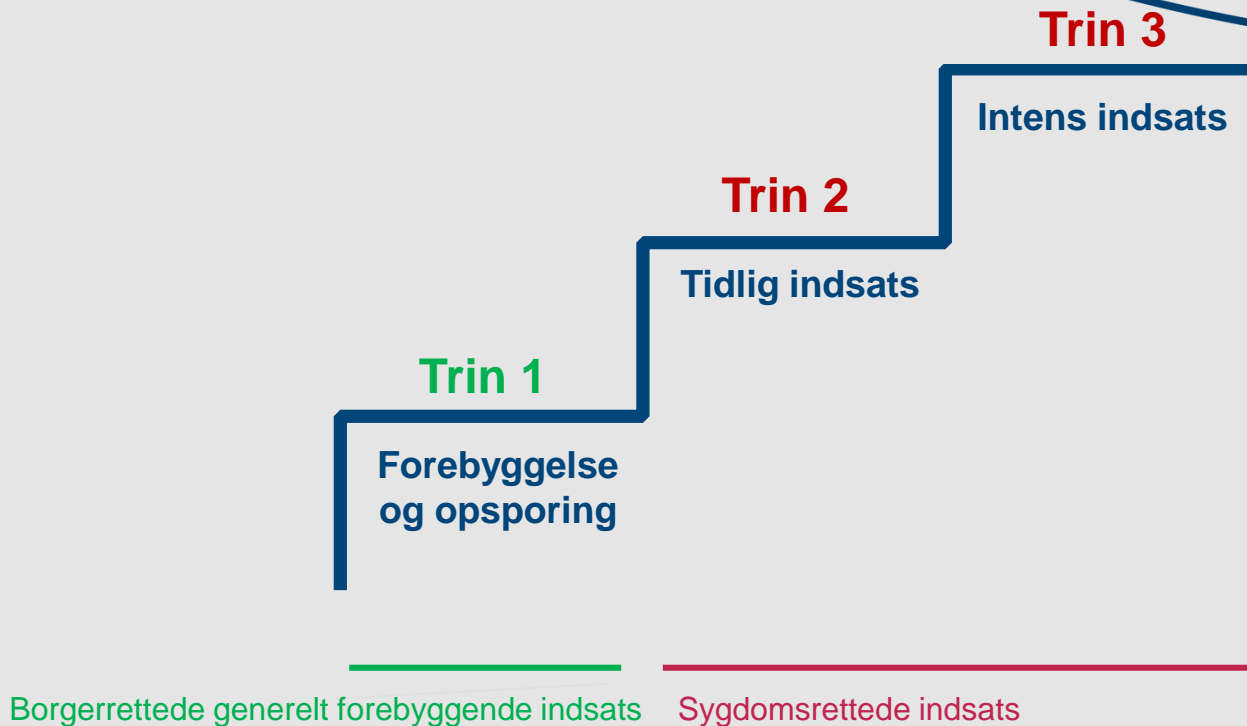 Trin 3
Intens indsats
Trin 2
Tidlig indsats
Trin 1
Forebyggelse
og opsporing
Borgerrettede generelt forebyggende indsats
Sygdomsrettede indsats